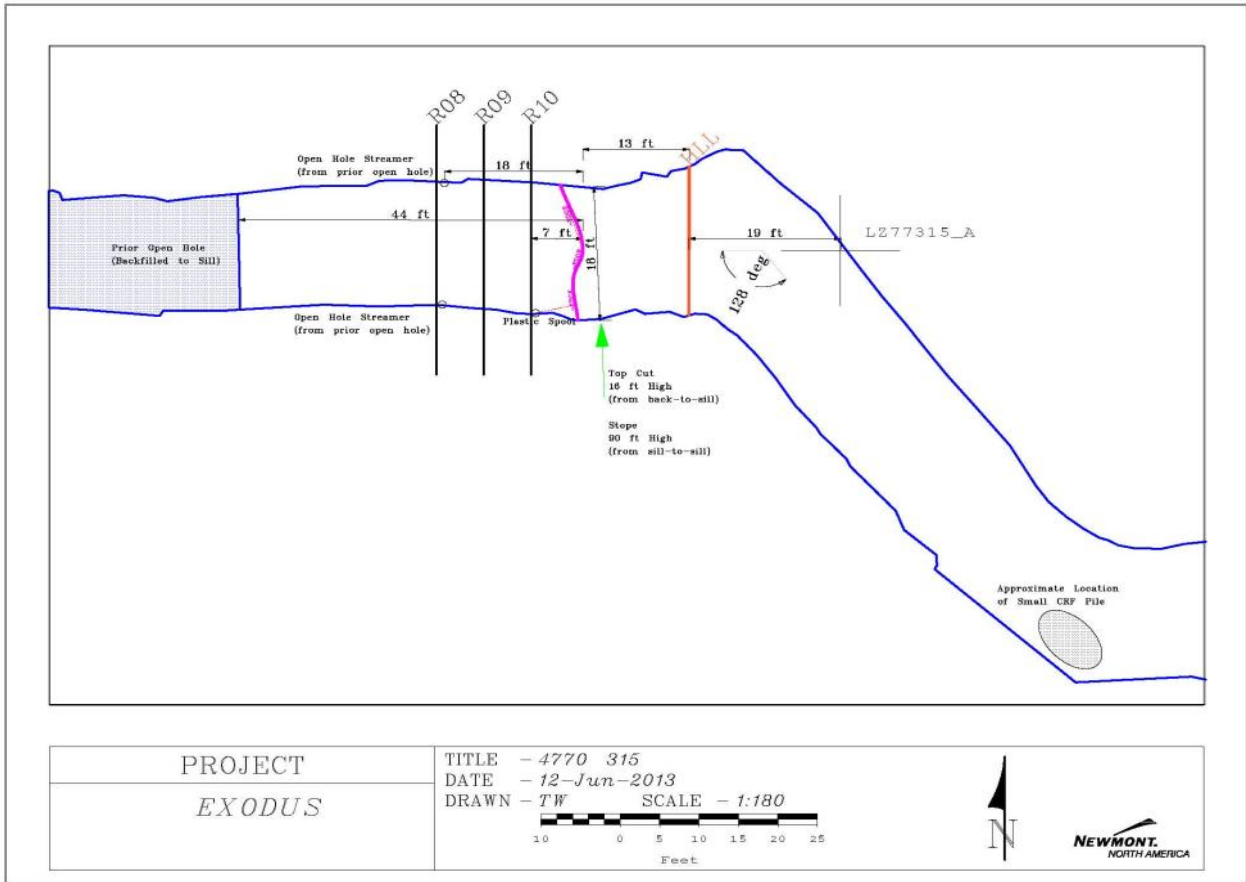 R08
R09
R10
HLL
13 ft
Open Hole Streamer
(from prior open hole)
18 ft
44 ft
Prior Open Hole
(Backfilled to Sill)
7 ft
18 ft
19 ft
LZ77315_A
128 deg
Open Hole Streamer
(from prior open hole)
Plastic Spool
Top Cut
16 ft High
(from back-to-sill)
Stope
90 ft High
(from sill-to-sill)
Approximate Location
of Small CRF Pile
PROJECT
EXODUS
TITLE - 4770 315
DATE - 12-Jun-2013
DRAWN - TW SCALE - 1:180
10 0 5 10 15 20 25
Feet
N
NEWMONT.
NORTH AMERICA